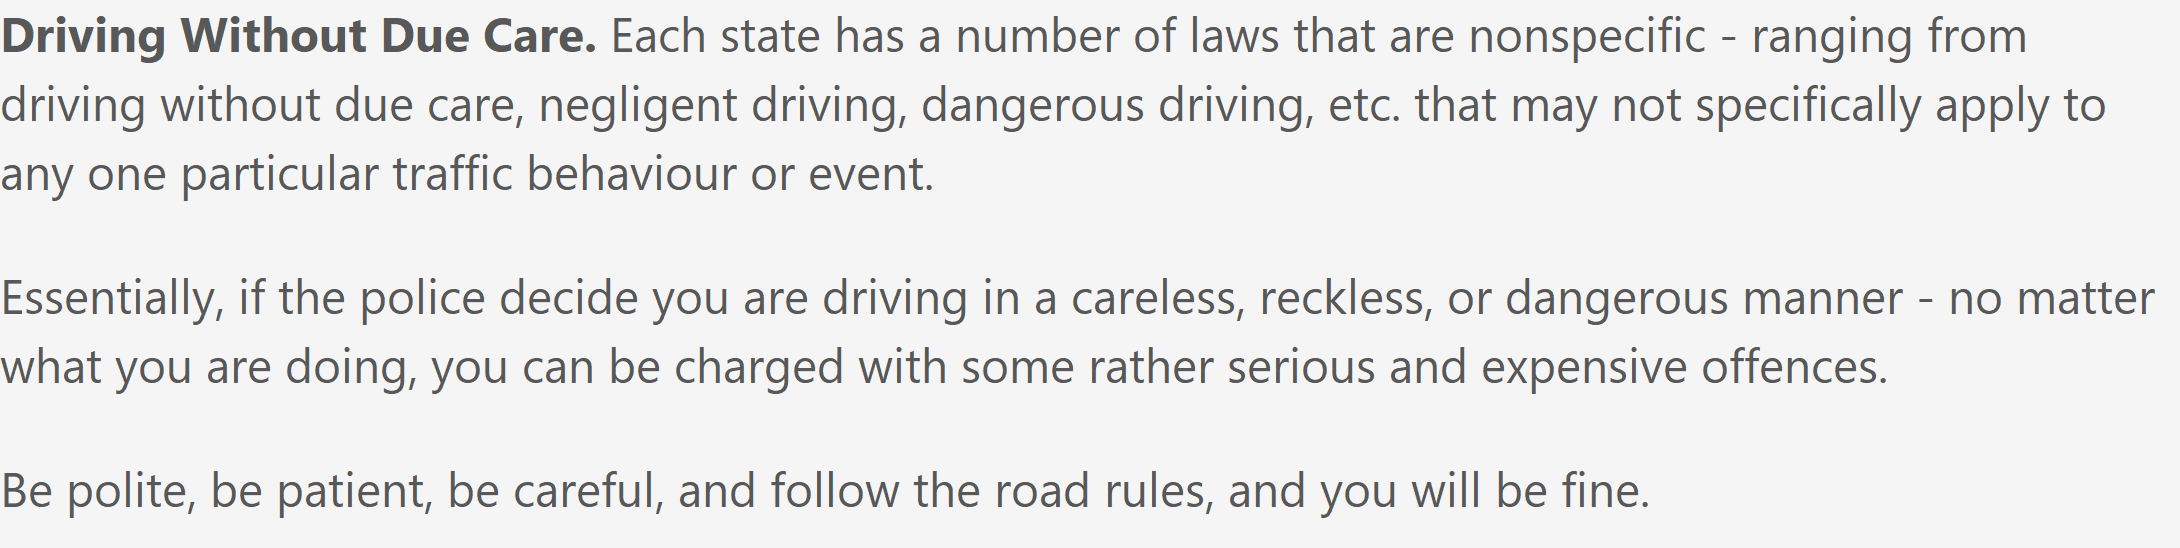 Driving Without Due Care. Each state has a number of laws that are nonspecific - ranging from
driving without due care, negligent driving, dangerous driving, etc. that may not specifically apply to
any one particular traffic behaviour or event.
Essentially, if the police decide you are driving in a careless, reckless, or dangerous manner - no matter
what you are doing, you can be charged with some rather serious and expensive offences.
Be polite, be patient, be careful, and follow the road rules, and you will be fine.